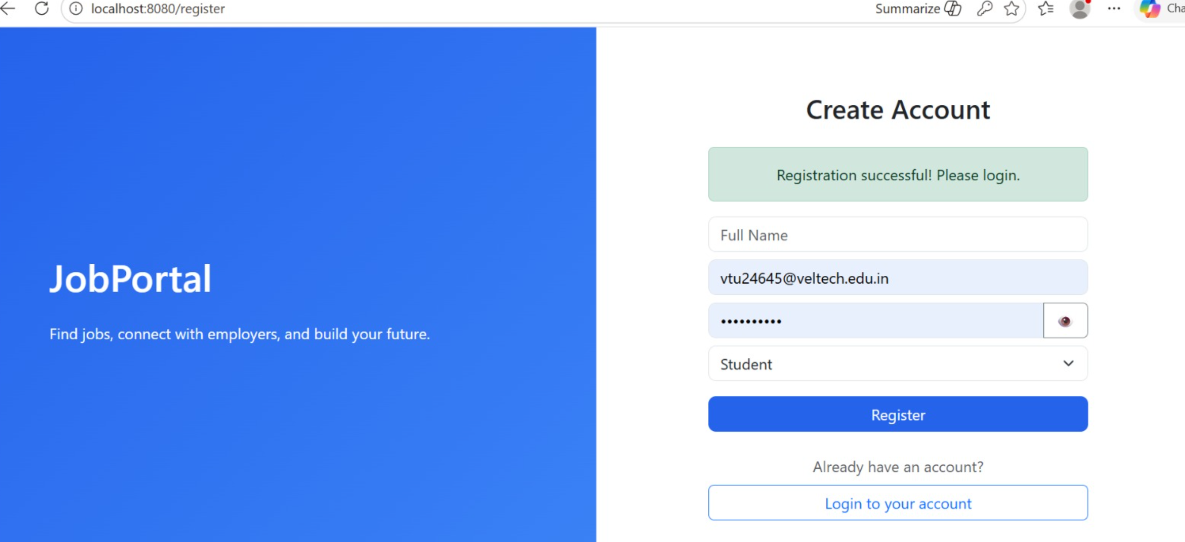 localhost:8080/register
Summarize
Create Account
Registration successful! Please login.
Full Name
vtu24645@veltech.edu.in
••••••••••
Student
Register
Already have an account?
Login to your account
JobPortal
Find jobs, connect with employers, and build your future.